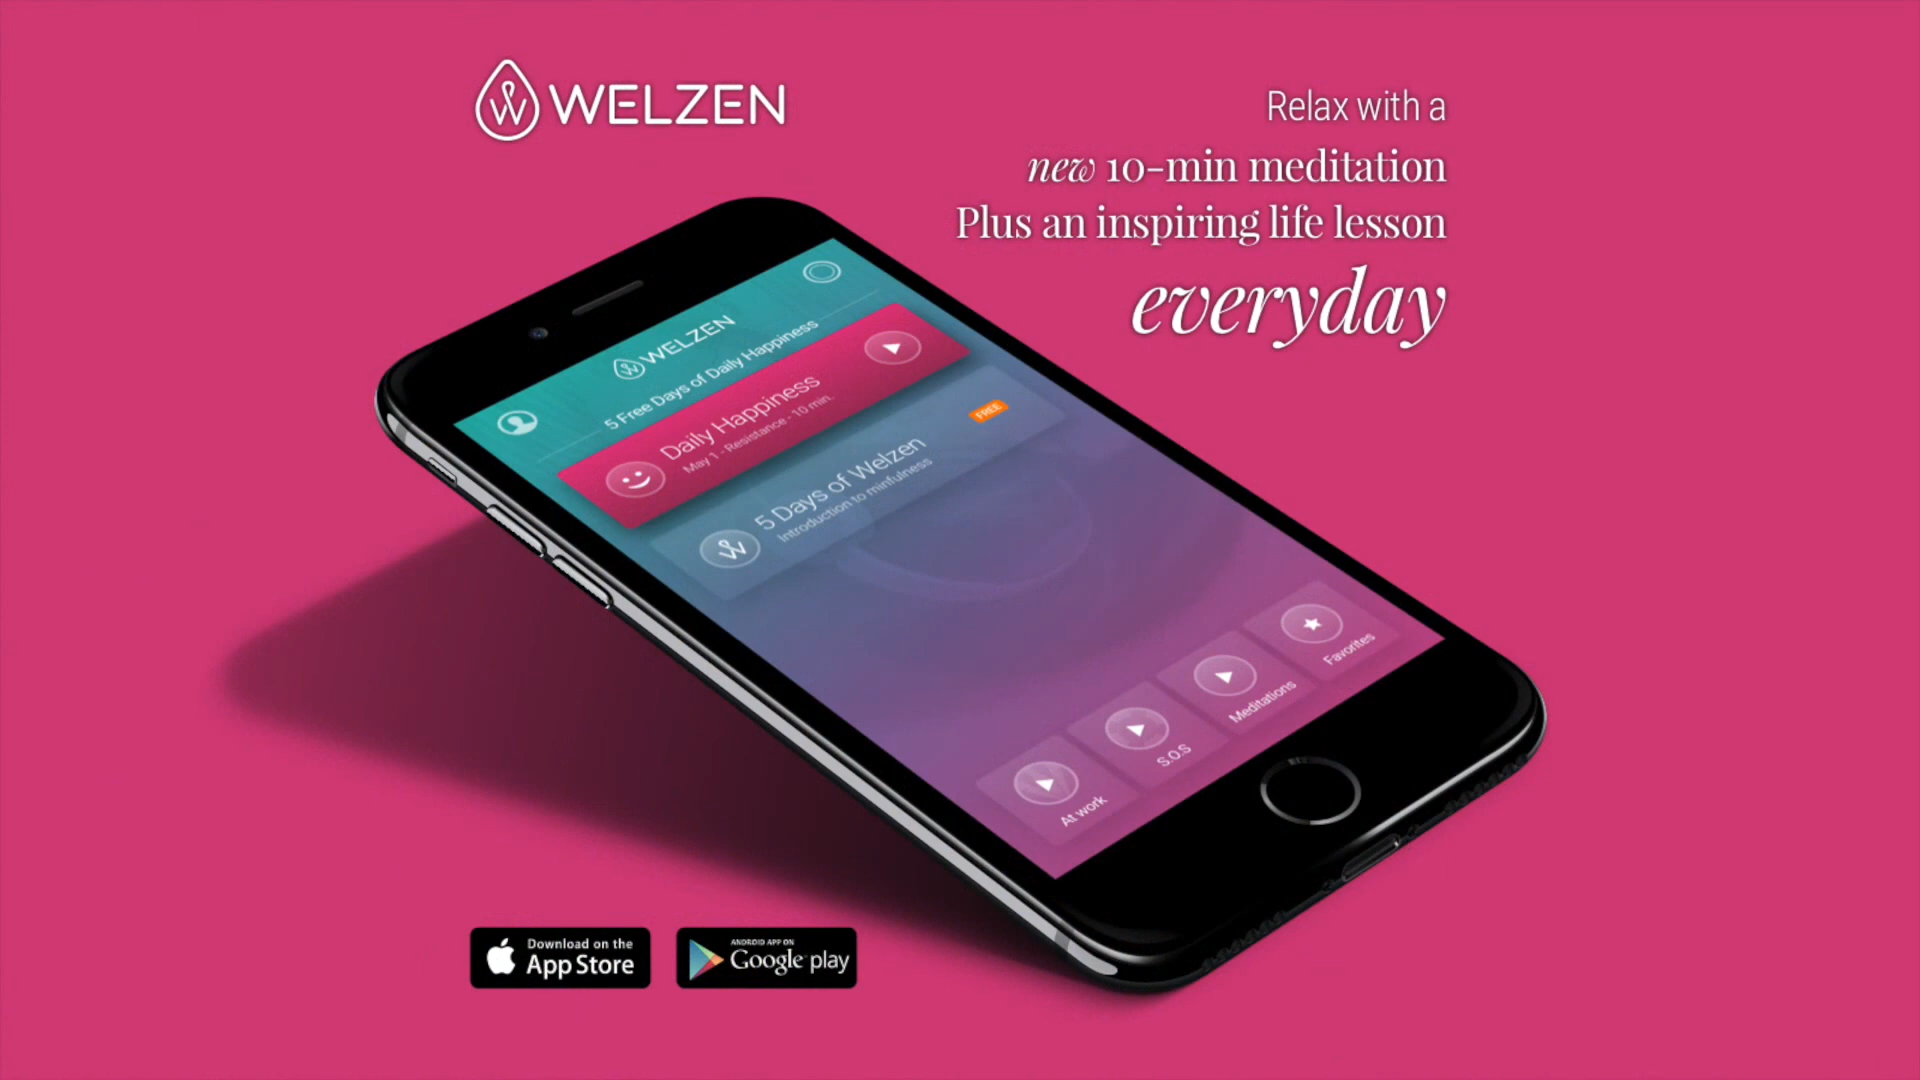 WELZEN
Relax with a
new 10-min meditation
Plus an inspiring life lesson
everyday
WELZEN
5 Free Days of Daily Happiness
Daily Happiness
May 1 - Resistance - 10 min.
FREE
5 Days of Welzen
Introduction to minfulness
At work
S.O.S
Meditations
Favorites
Download on the
App Store
ANDROID APP ON
Google play